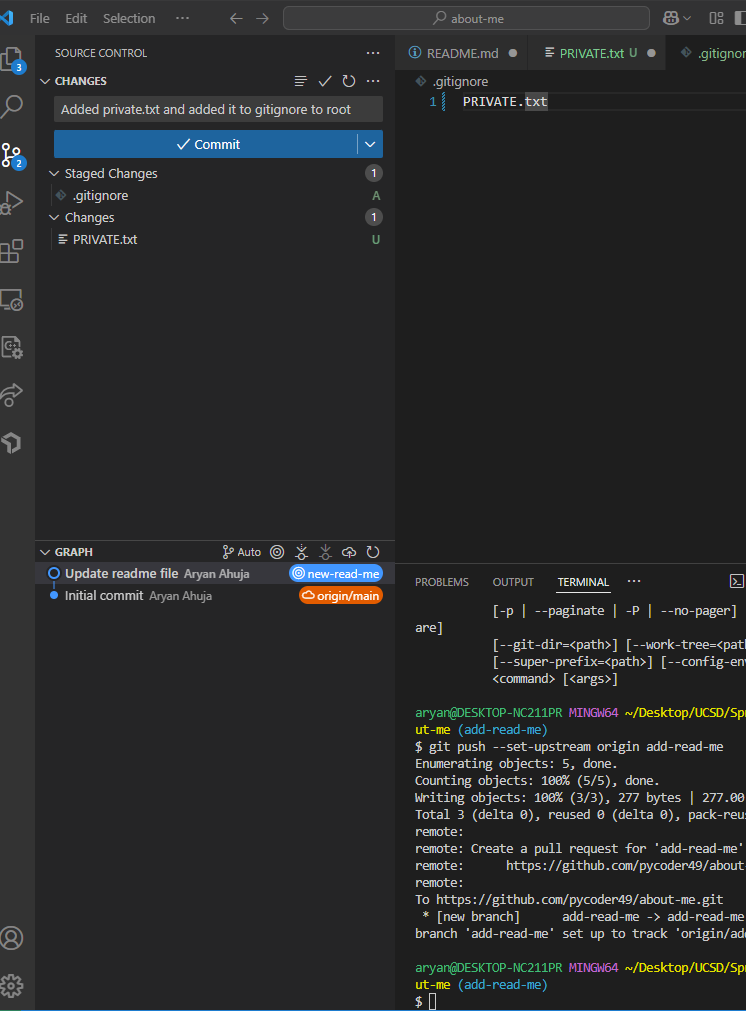 File Edit Selection ··· about-me
SOURCE CONTROL ···
README.md
PRIVATE.txt U
.gitignor
3
CHANGES
.gitignore
Added private.txt and added it to gitignore to root
1 PRIVATE.txt
Commit
2
Staged Changes 1
.gitignore A
Changes 1
PRIVATE.txt U
GRAPH Auto
Update readme file Aryan Ahuja new-read-me
Initial commit Aryan Ahuja origin/main
PROBLEMS OUTPUT TERMINAL ···
[-p | --paginate | -P | --no-pager]
are]
[--git-dir=<path>] [--work-tree=<pat
[--super-prefix=<path>] [--config-en
<command> [<args>]
aryan@DESKTOP-NC211PR MINGW64 ~/Desktop/UCSD/Spr
ut-me (add-read-me)
$ git push --set-upstream origin add-read-me
Enumerating objects: 5, done.
Counting objects: 100% (5/5), done.
Writing objects: 100% (3/3), 277 bytes | 277.00
Total 3 (delta 0), reused 0 (delta 0), pack-reus
remote:
remote: Create a pull request for 'add-read-me'
remote:      https://github.com/pycoder49/about-
remote:
To https://github.com/pycoder49/about-me.git
 * [new branch]      add-read-me -> add-read-me
branch 'add-read-me' set up to track 'origin/ad
aryan@DESKTOP-NC211PR MINGW64 ~/Desktop/UCSD/Spr
ut-me (add-read-me)
$